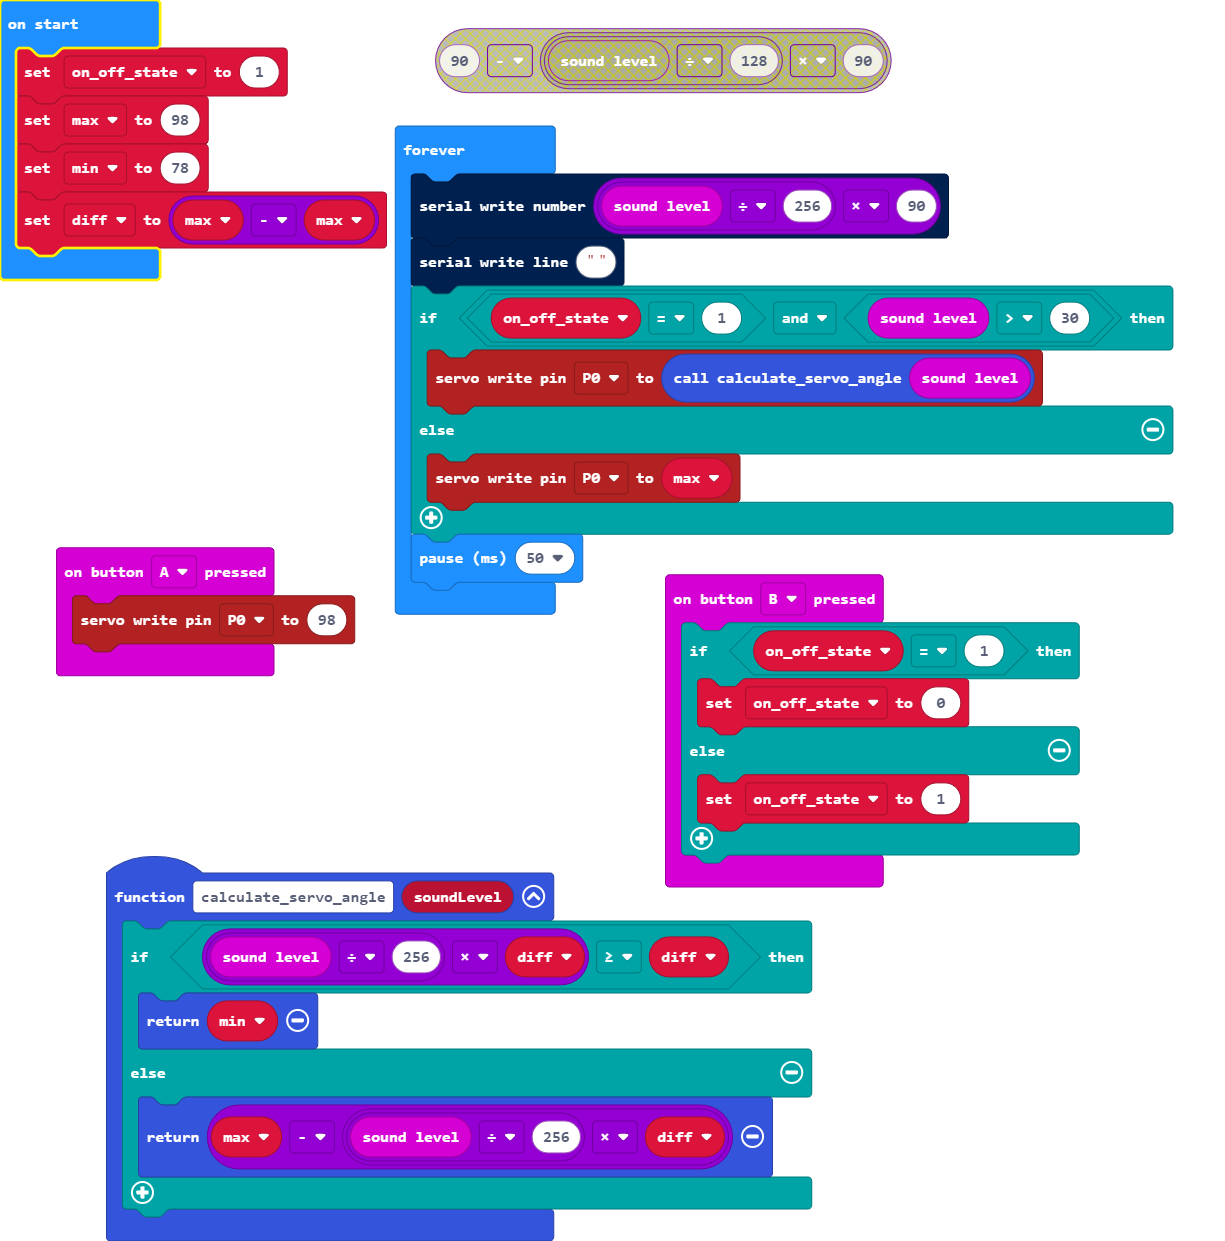 on start
set on_off_state to 1
set max to 98
set min to 78
set diff to max - max
90 - sound level ÷ 128 × 90
forever
serial write number sound level ÷ 256 × 90
serial write line " "
if on_off_state = 1 and sound level > 30 then
servo write pin P0 to call calculate_servo_angle sound level
else
servo write pin P0 to max
pause (ms) 50
on button A pressed
servo write pin P0 to 98
on button B pressed
if on_off_state = 1 then
set on_off_state to 0
else
set on_off_state to 1
function calculate_servo_angle soundLevel
if sound level ÷ 256 × diff ≥ diff then
return min
else
return max - sound level ÷ 256 × diff